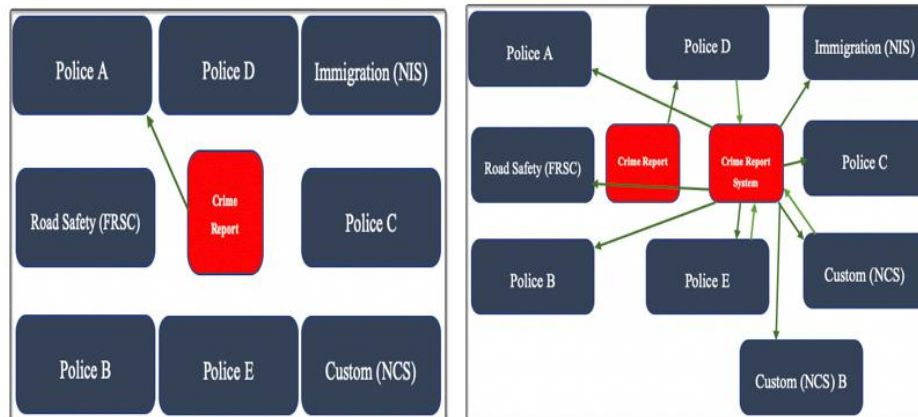 Police A
Police D
Immigration (NIS)
Road Safety (FRSC)
Crime
Report
Police C
Police B
Police E
Custom (NCS)
Police A
Police D
Immigration (NIS)
Road Safety (FRSC)
Crime Report
Crime Report
System
Police C
Police B
Police E
Custom (NCS)
Custom (NCS) B